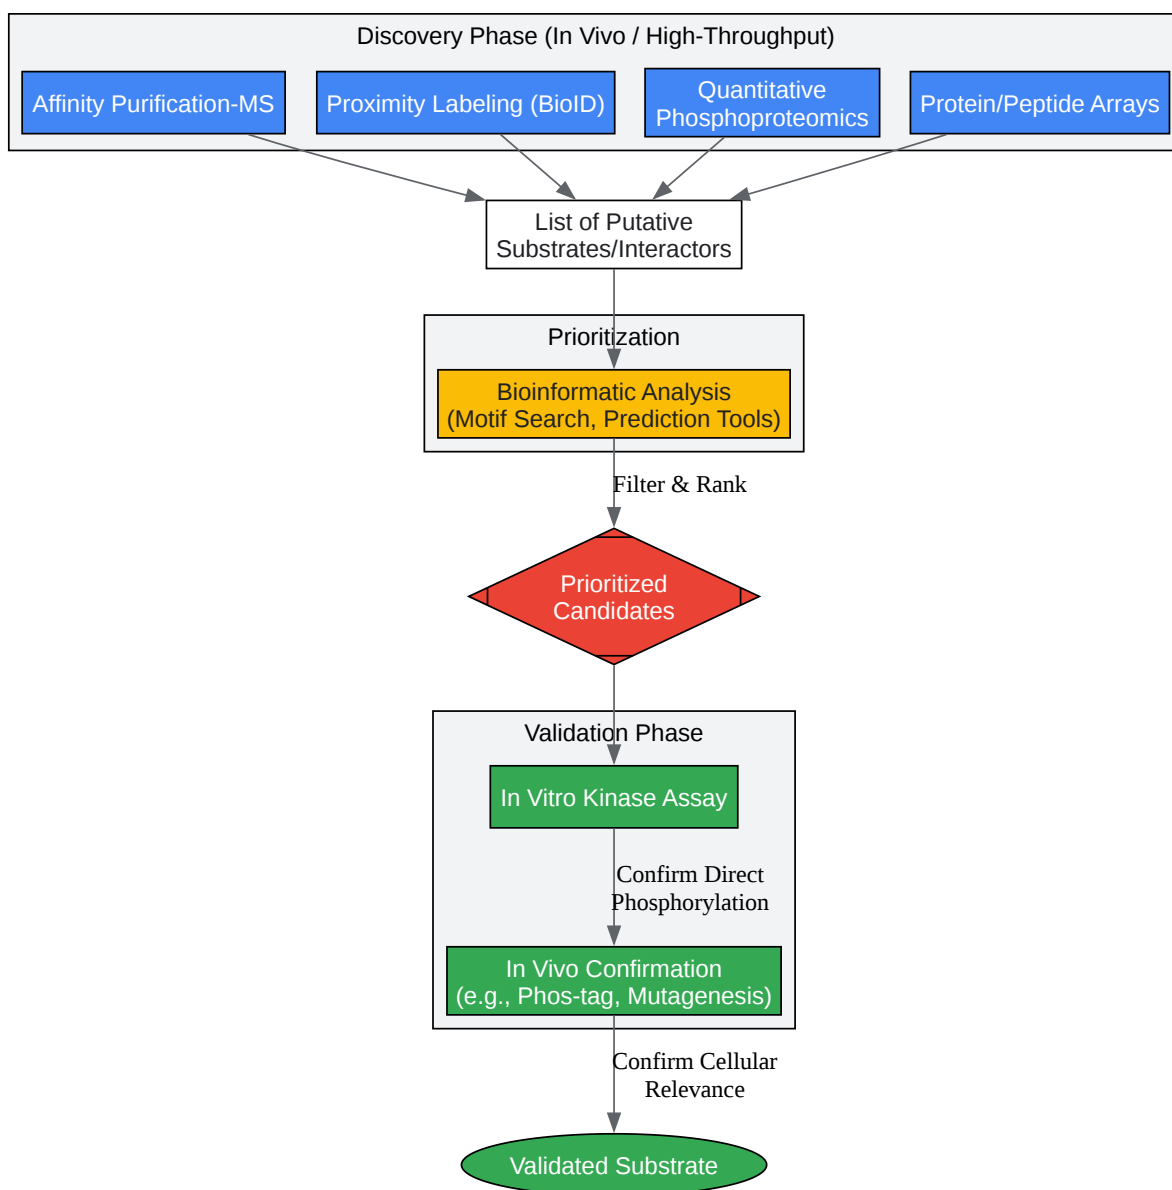 Discovery Phase (In Vivo / High-Throughput)
Affinity Purification-MS
Proximity Labeling (BioID)
Quantitative
Phosphoproteomics
Protein/Peptide Arrays
List of Putative
Substrates/Interactors
Prioritization
Bioinformatic Analysis
(Motif Search, Prediction Tools)
Filter & Rank
Prioritized
Candidates
Validation Phase
In Vitro Kinase Assay
Confirm Direct
Phosphorylation
In Vivo Confirmation
(e.g., Phos-tag, Mutagenesis)
Confirm Cellular
Relevance
Validated Substrate